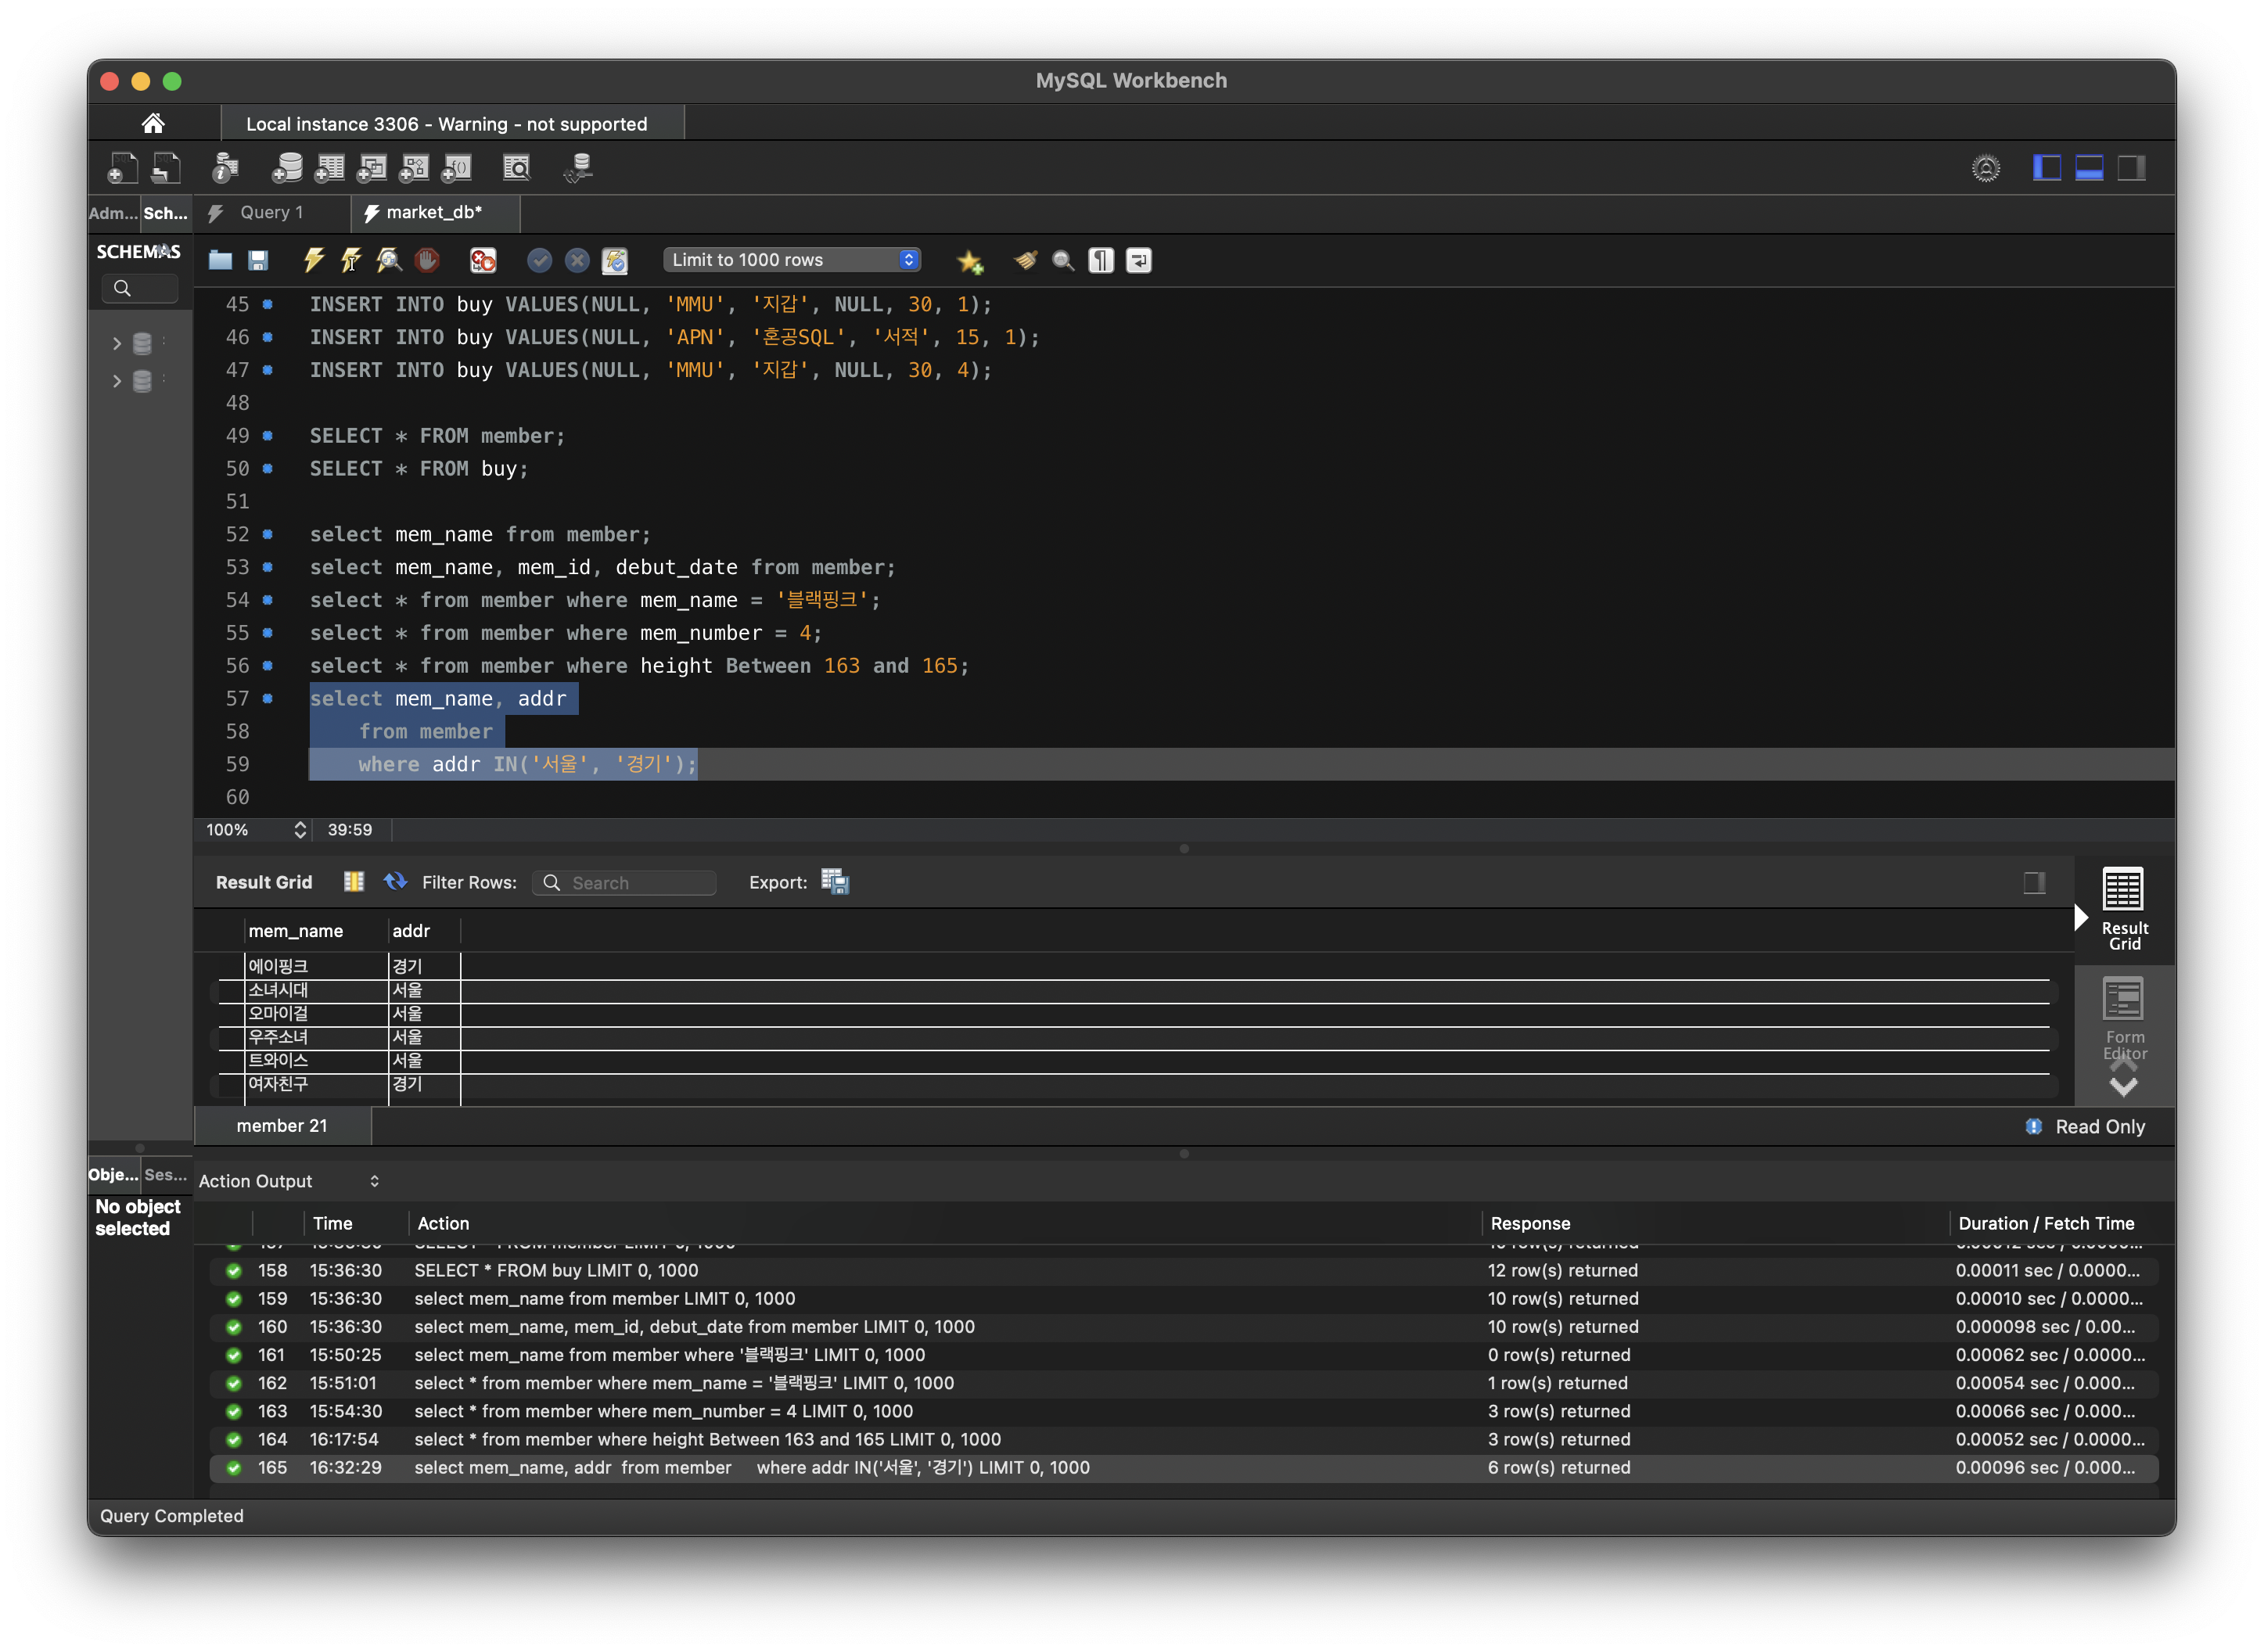 MySQL Workbench
Local instance 3306 - Warning - not supported
Adm... Sch... Query 1 market_db*
SCHEMAS
Limit to 1000 rows
45 INSERT INTO buy VALUES(NULL, 'MMU', '지갑', NULL, 30, 1);
46 INSERT INTO buy VALUES(NULL, 'APN', '혼공SQL', '서적', 15, 1);
47 INSERT INTO buy VALUES(NULL, 'MMU', '지갑', NULL, 30, 4);
48
49 SELECT * FROM member;
50 SELECT * FROM buy;
51
52 select mem_name from member;
53 select mem_name, mem_id, debut_date from member;
54 select * from member where mem_name = '블랙핑크';
55 select * from member where mem_number = 4;
56 select * from member where height Between 163 and 165;
57 select mem_name, addr
58 from member
59 where addr IN('서울', '경기');
60
100% 39:59
Result Grid Filter Rows: Search Export:
mem_name addr
에이핑크 경기
소녀시대 서울
오마이걸 서울
우주소녀 서울
트와이스 서울
여자친구 경기
Result
Grid
Form
Editor
member 21 Read Only
Obje... Ses...
No object
selected
Action Output
Time Action Response Duration / Fetch Time
158 15:36:30 SELECT * FROM buy LIMIT 0, 1000 12 row(s) returned 0.00011 sec / 0.0000...
159 15:36:30 select mem_name from member LIMIT 0, 1000 10 row(s) returned 0.00010 sec / 0.0000...
160 15:36:30 select mem_name, mem_id, debut_date from member LIMIT 0, 1000 10 row(s) returned 0.000098 sec / 0.00...
161 15:50:25 select mem_name from member where '블랙핑크' LIMIT 0, 1000 0 row(s) returned 0.00062 sec / 0.0000...
162 15:51:01 select * from member where mem_name = '블랙핑크' LIMIT 0, 1000 1 row(s) returned 0.00054 sec / 0.000...
163 15:54:30 select * from member where mem_number = 4 LIMIT 0, 1000 3 row(s) returned 0.00066 sec / 0.000...
164 16:17:54 select * from member where height Between 163 and 165 LIMIT 0, 1000 3 row(s) returned 0.00052 sec / 0.0000...
165 16:32:29 select mem_name, addr from member where addr IN('서울', '경기') LIMIT 0, 1000 6 row(s) returned 0.00096 sec / 0.000...
Query Completed